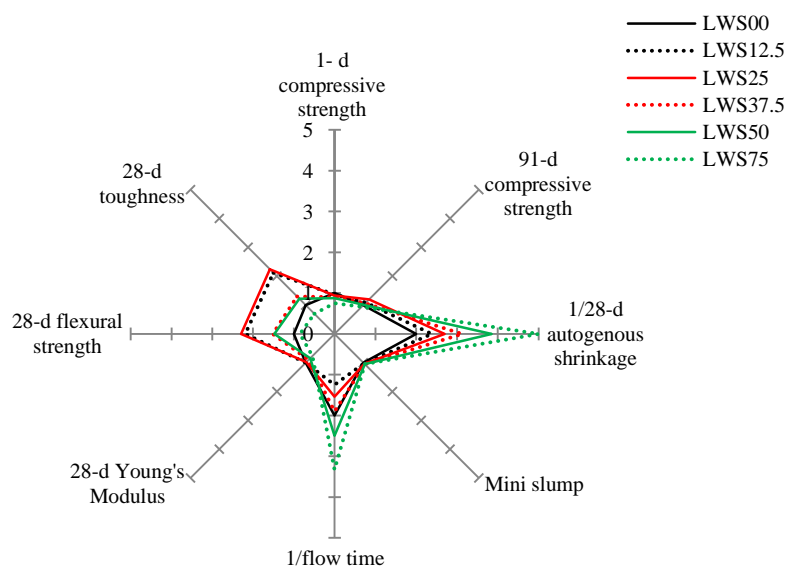 LWS00
LWS12.5
LWS25
LWS37.5
LWS50
LWS75
1- d
compressive
strength
5
4
3
2
1
0
91-d
compressive
strength
1/28-d
autogenous
shrinkage
Mini slump
1/flow time
28-d Young's
Modulus
28-d flexural
strength
28-d
toughness